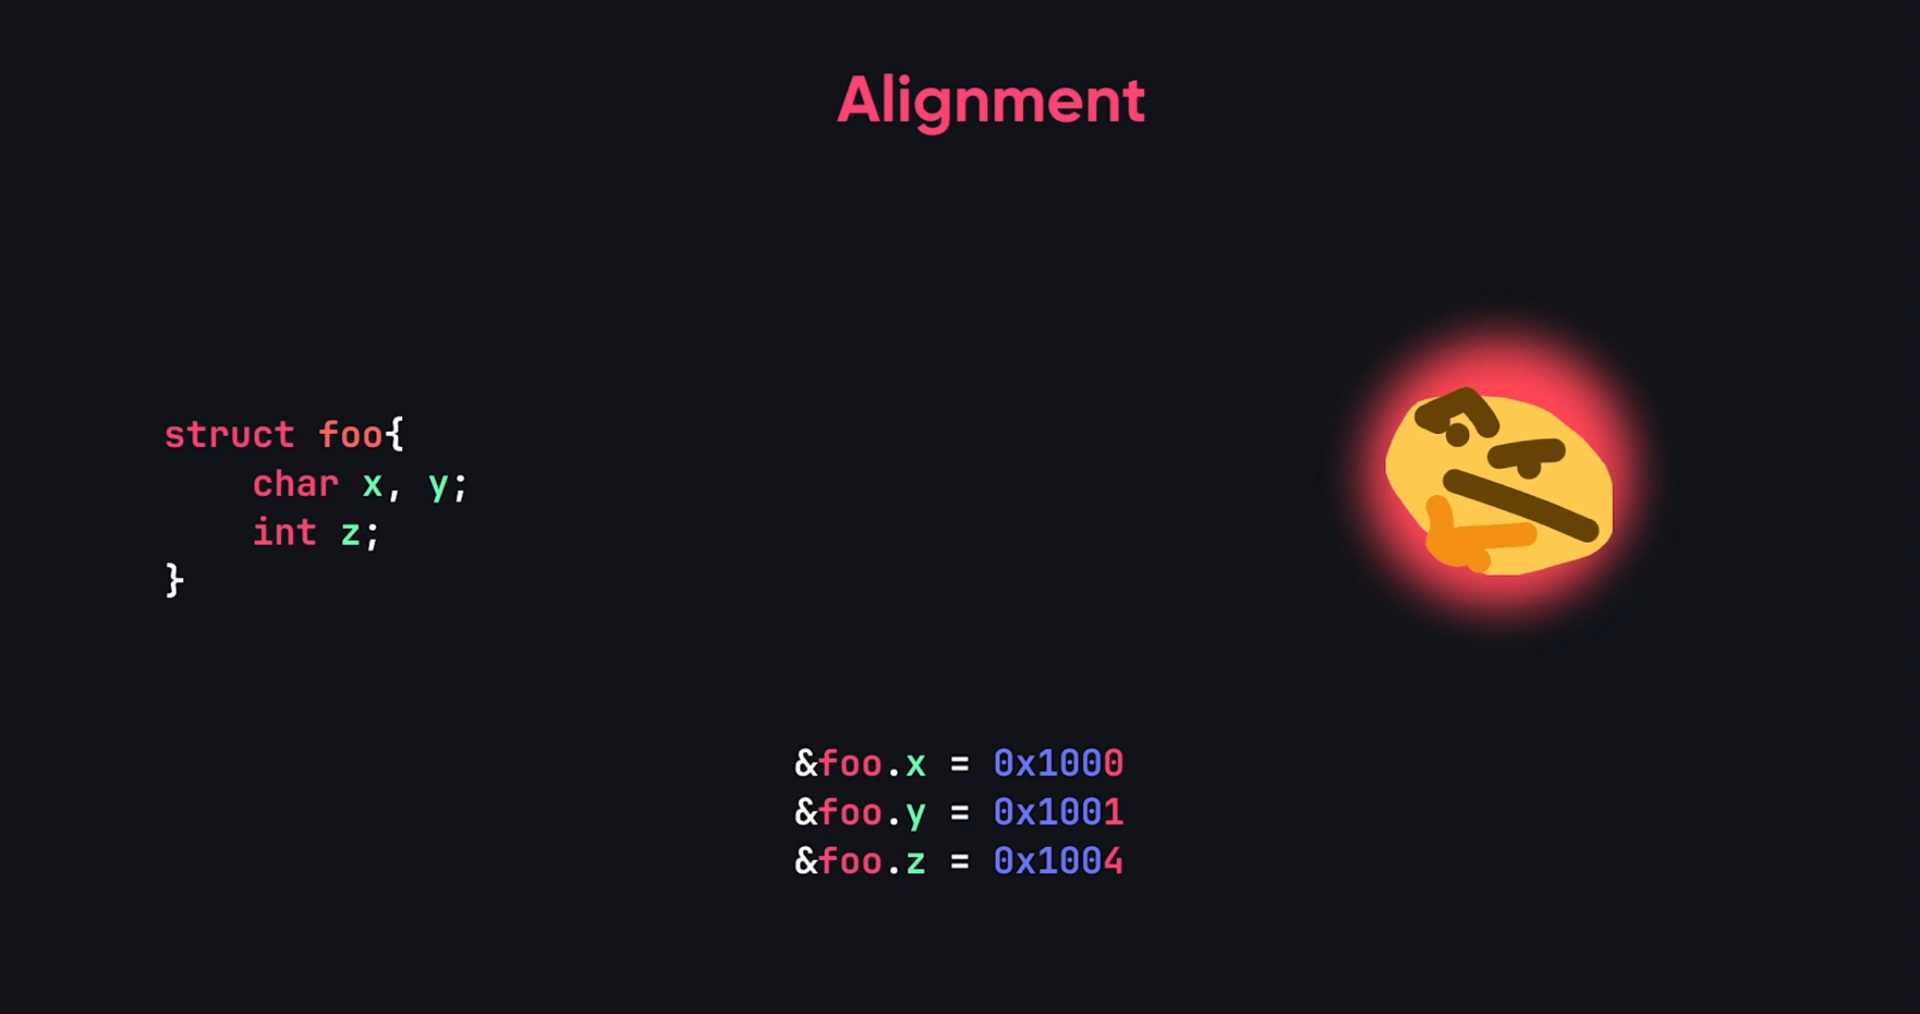 Alignment
struct foo{
    char x, y;
    int z;
}
&foo.x = 0x1000
&foo.y = 0x1001
&foo.z = 0x1004